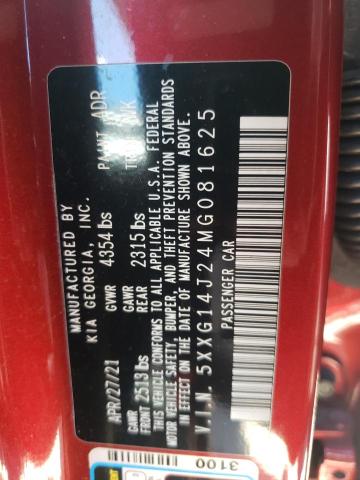 MANUFACTURED BY
KIA GEORGIA, INC.
APR/27/21 GVWR 4354 lbs PAINT ADR
GAWR FRONT 2513 lbs GAWR REAR 2315 lbs
THIS VEHICLE CONFORMS TO ALL APPLICABLE U.S.A. FEDERAL
MOTOR VEHICLE SAFETY, BUMPER, AND THEFT PREVENTION STANDARDS
IN EFFECT ON THE DATE OF MANUFACTURE SHOWN ABOVE.
V.I.N. 5XXG14J24MG081625
PASSENGER CAR
3100